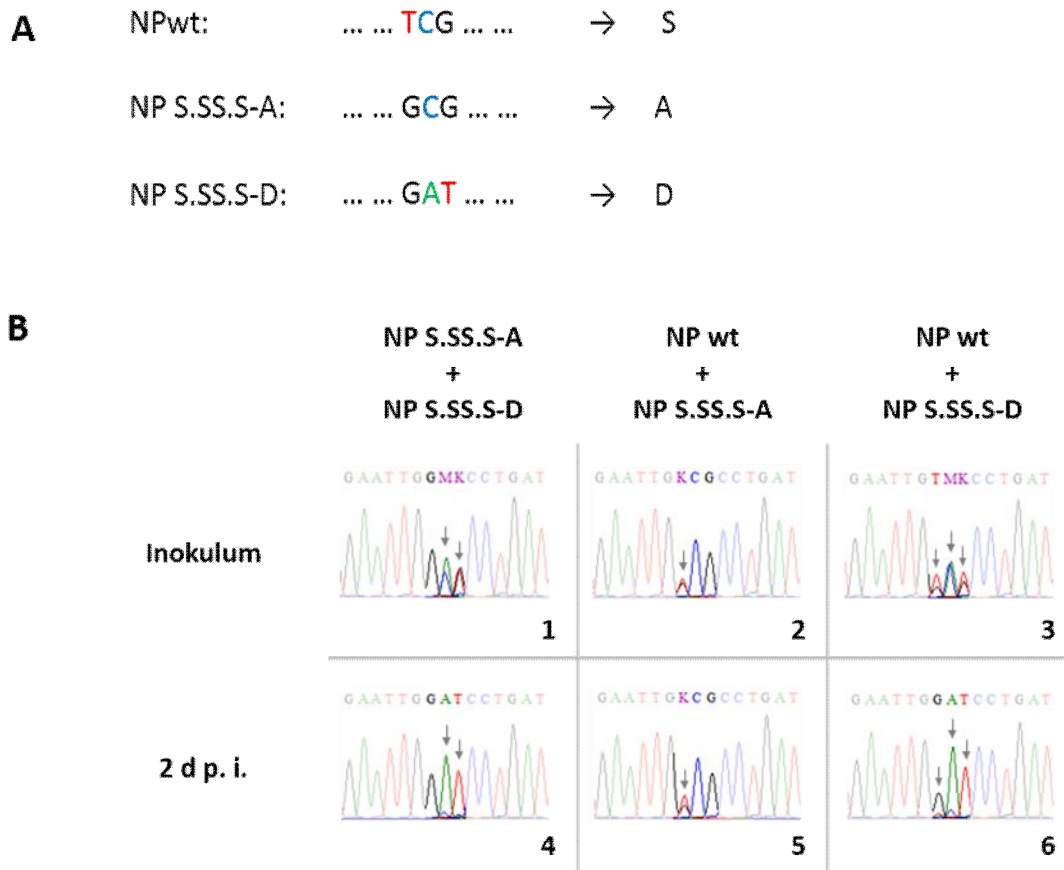 A
NPwt: ... ... TCG ... ... → S
NP S.SS.S-A: ... ... GCG ... ... → A
NP S.SS.S-D: ... ... GAT ... ... → D
B
NP S.SS.S-A
+
NP S.SS.S-D
NP wt
+
NP S.SS.S-A
NP wt
+
NP S.SS.S-D
Inokulum
GAATTGGMKCCTGAT
1
GAATTGKCGCCTGAT
2
GAATTGTMKCCTGAT
3
2 d p. i.
GAATTGGATCCTGAT
4
GAATTGKCGCCTGAT
5
GAATTGGATCCTGAT
6